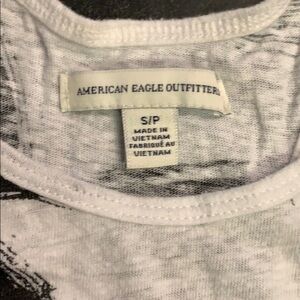 AMERICAN EAGLE OUTFITTERS
S/P
MADE IN
VIETNAM
FABRIQUÉ AU
VIETNAM